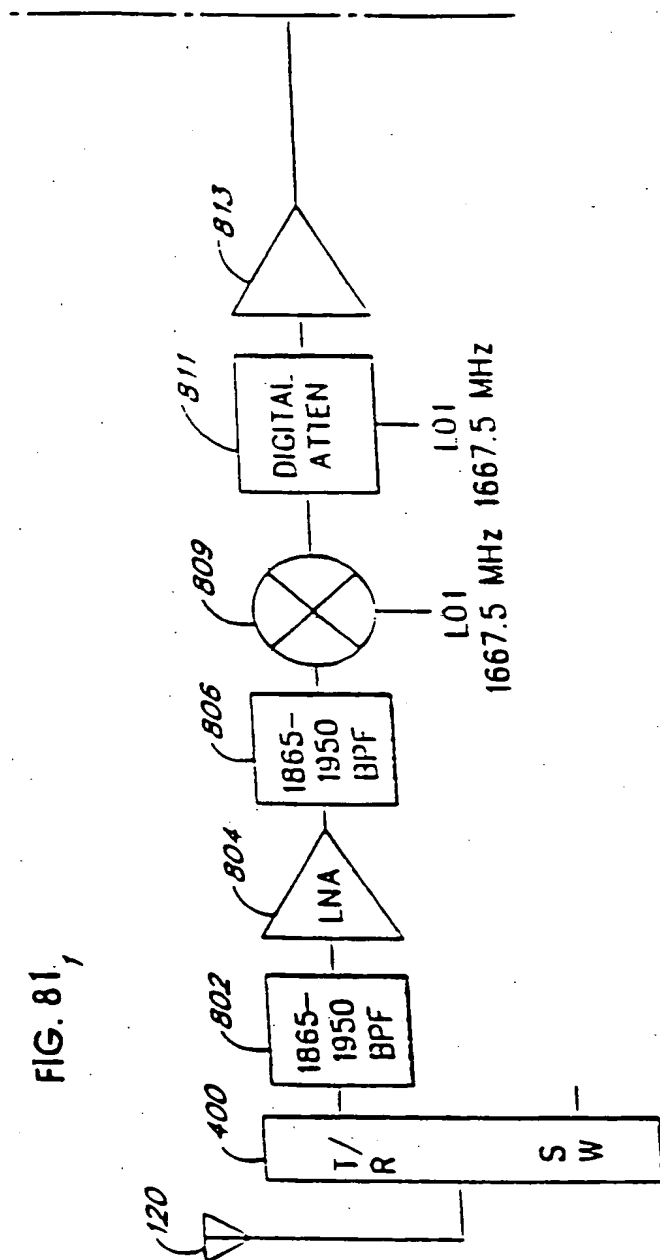 FIG. 81,
120
400
T/
R
S
W
802
1865-
1950
BPF
804
LNA
806
1865-
1950
BPF
809
LO1
1667.5 MHz
811
DIGITAL
ATTEN
LO1
1667.5 MHz
813